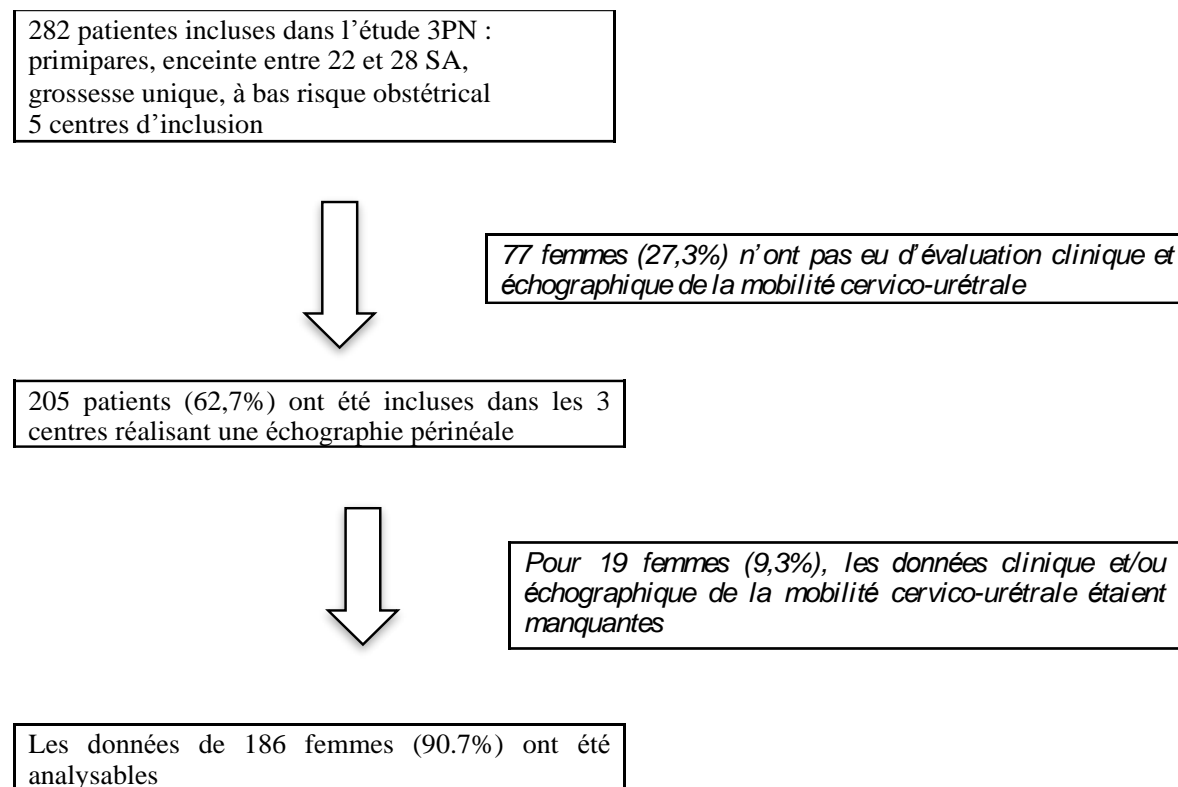 282 patientes incluses dans l’étude 3PN :
primipares, enceinte entre 22 et 28 SA,
grossesse unique, à bas risque obstétrical
5 centres d’inclusion
77 femmes (27,3%) n’ont pas eu d’évaluation clinique et
échographique de la mobilité cervico-urétrale
205 patients (62,7%) ont été incluses dans les 3
centres réalisant une échographie périnéale
Pour 19 femmes (9,3%), les données clinique et/ou
échographique de la mobilité cervico-urétrale étaient
manquantes
Les données de 186 femmes (90.7%) ont été
analysables